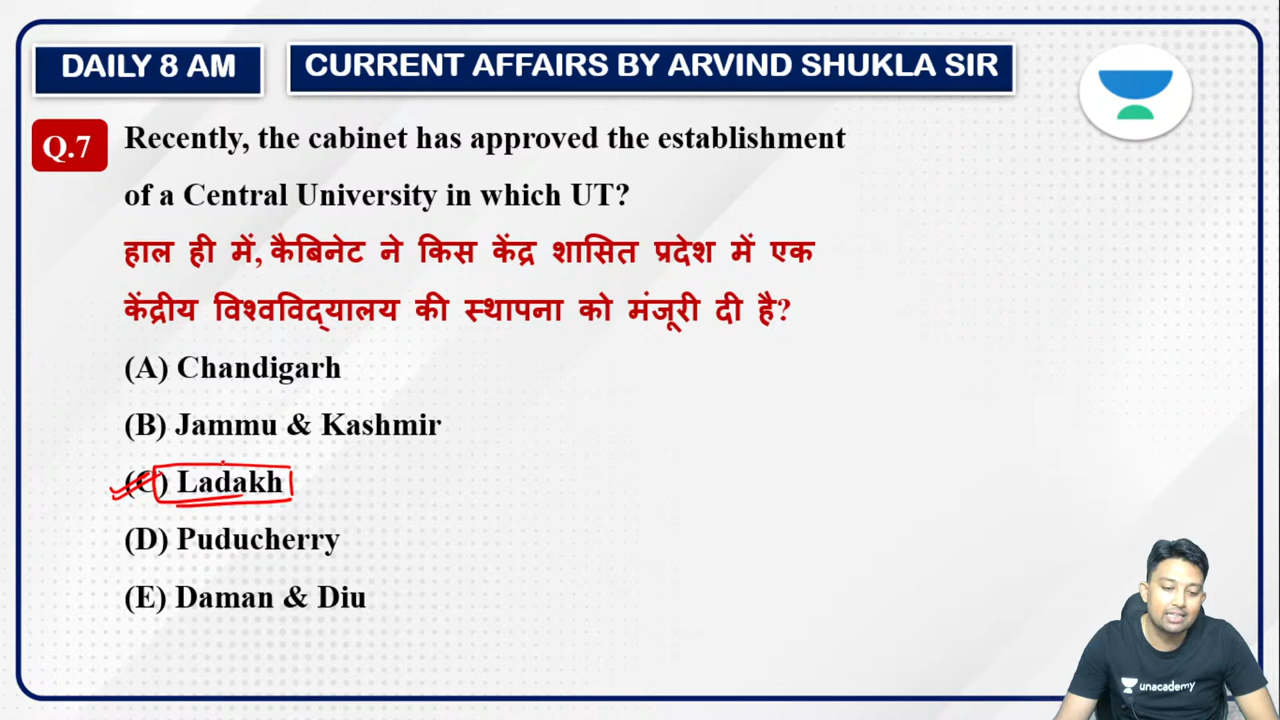 DAILY 8 AM
CURRENT AFFAIRS BY ARVIND SHUKLA SIR
Q.7
Recently, the cabinet has approved the establishment
of a Central University in which UT?
हाल ही में, कैबिनेट ने किस केंद्र शासित प्रदेश में एक
केंद्रीय विश्वविद्यालय की स्थापना को मंजूरी दी है?
(A) Chandigarh
(B) Jammu & Kashmir
(C) Ladakh
(D) Puducherry
(E) Daman & Diu
unacademy